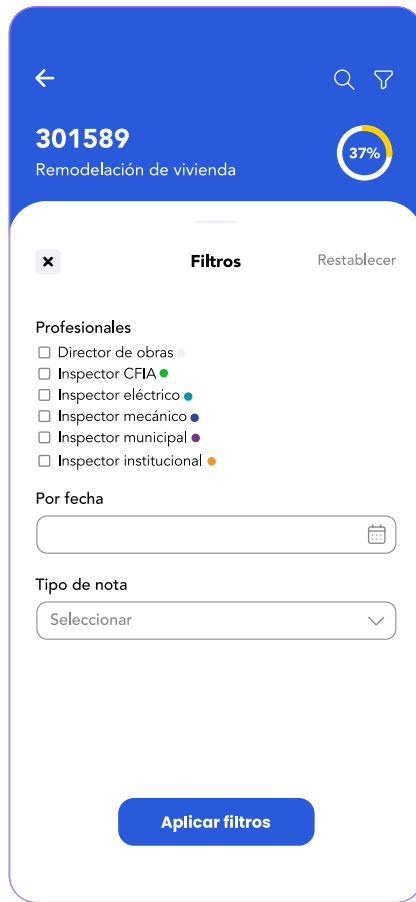 301589
37%
Remodelación de vivienda
Filtros
Restablecer
Profesionales
Director de obras
Inspector CFIA
Inspector eléctrico
Inspector mecánico
Inspector municipal
Inspector institucional
Por fecha
Tipo de nota
Seleccionar
Aplicar filtros